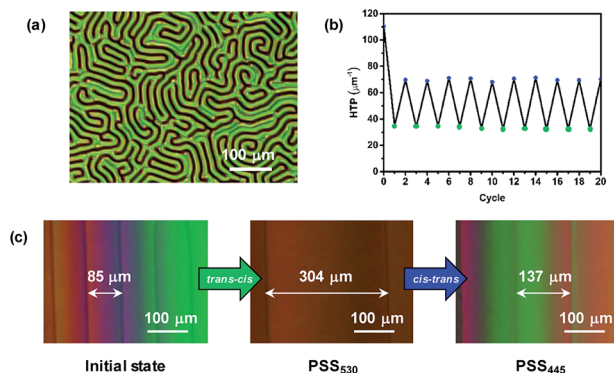 (a)
100 μm
(b)
HTP (μm⁻¹)
120
100
80
60
40
20
0
0 2 4 6 8 10 12 14 16 18 20
Cycle
(c)
85 μm
100 μm
Initial state
trans-cis
304 μm
100 μm
PSS₅₃₀
cis-trans
137 μm
100 μm
PSS₄₄₅